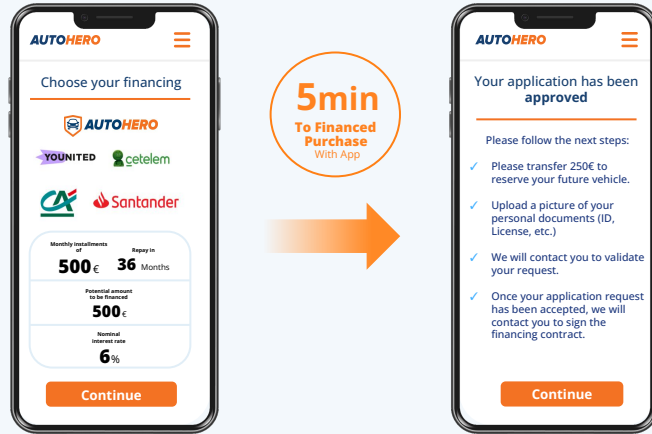 AUTOHERO
Choose your financing
AUTOHERO
YOUNITED
cetelem
CA
Santander
Monthly installments
of
500 €
Repay in
36 Months
Potential amount
to be financed
500 €
Nominal
interest rate
6%
Continue
5min
To Financed
Purchase
With App
AUTOHERO
Your application has been
approved
Please follow the next steps:
✓ Please transfer 250€ to
reserve your future vehicle.
✓ Upload a picture of your
personal documents (ID,
License, etc.)
✓ We will contact you to validate
your request.
✓ Once your application request
has been accepted, we will
contact you to sign the
financing contract.
Continue